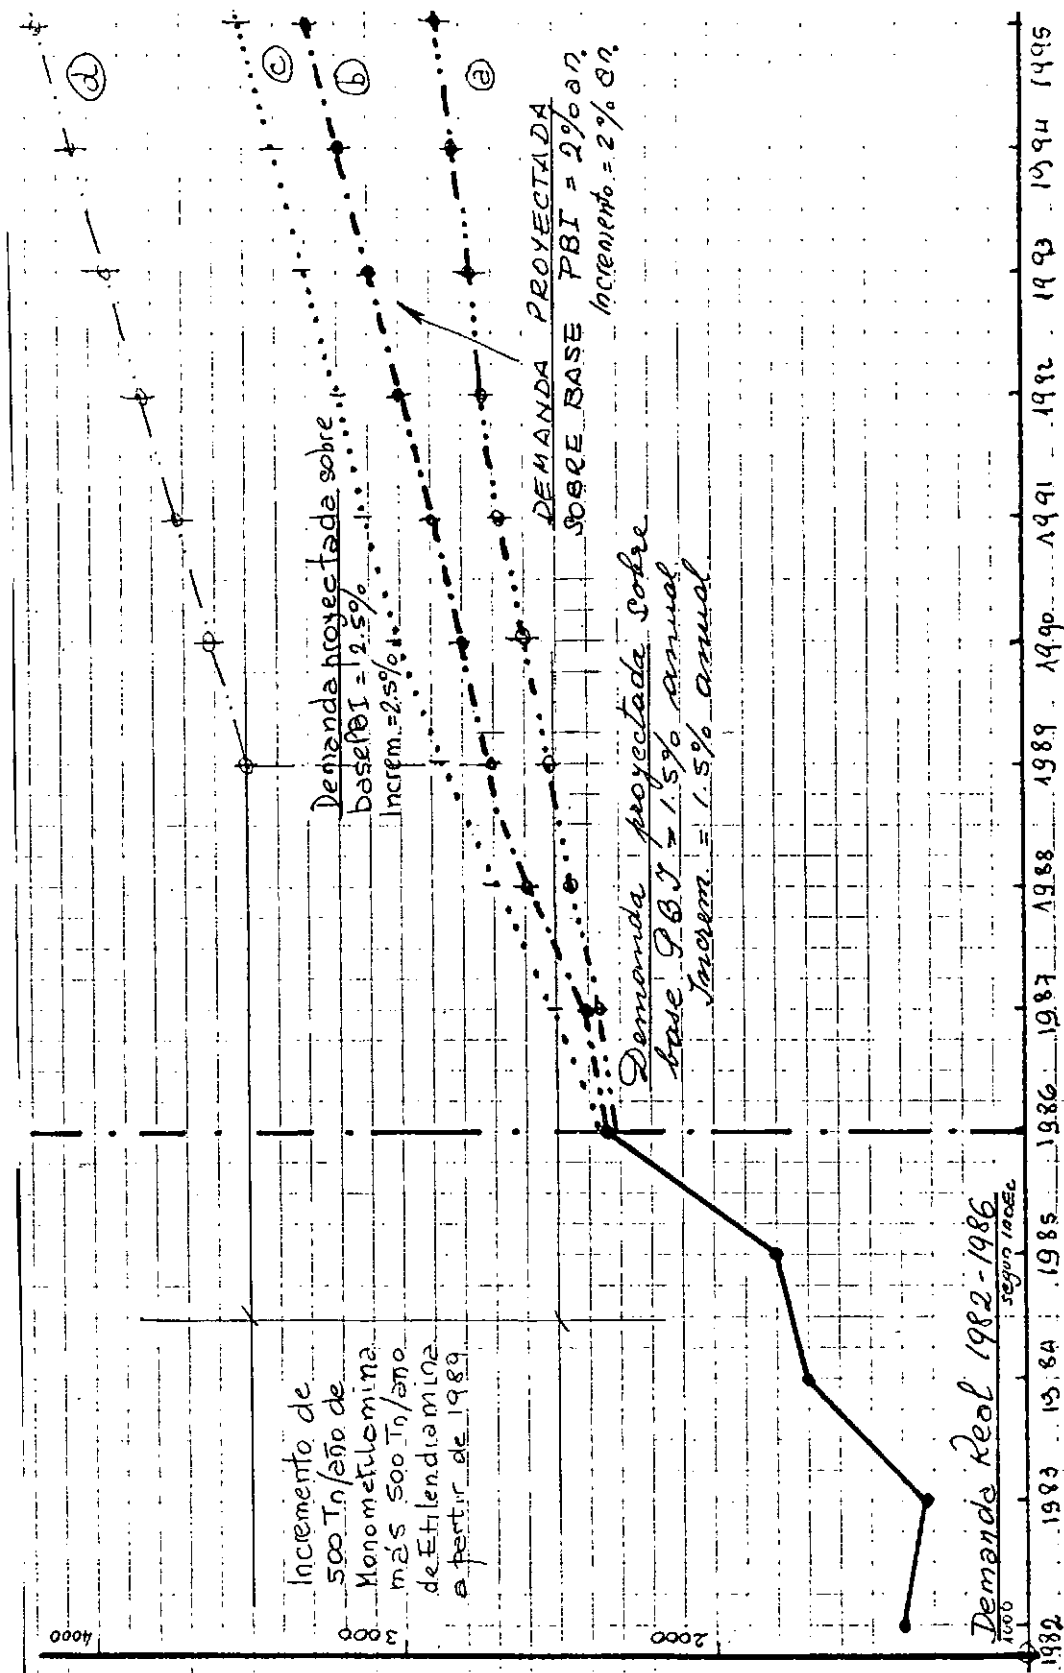 4000
3000
2000
1000
Incremento de
500 Tn/año de
Monometilamina
más 500 Tn/año
de Etilendiamina
a partir de 1989
Demanda proyectada sobre
base PBI = 2.5%
Increm. = 2.5%
DEMANDA PROYECTADA
SOBRE BASE PBI = 2% an.
Incremento = 2% an.
Demanda proyectada sobre
base PBI = 1.5% anual
Increm. = 1.5% anual
Demanda Real 1982-1986
segun INDEC
d
c
b
a
1982 1983 1984 1985 1986 1987 1988 1989 1990 1991 1992 1993 1994 1995